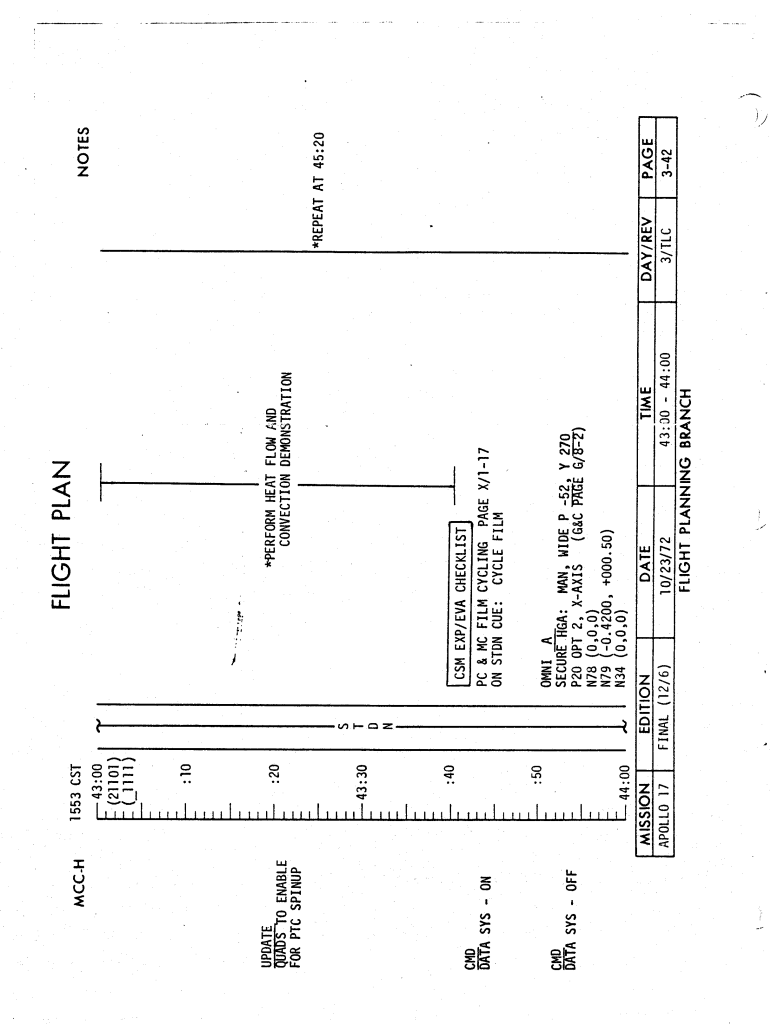 FLIGHT PLAN
MCC-H
1553 CST
NOTES
43:00
(21101)
(_1111)
:10
:20
43:30
:40
:50
44:00
UPDATE
QUADS TO ENABLE
FOR PTC SPINUP
CMD
DATA SYS - ON
CMD
DATA SYS - OFF
S
T
D
N
*PERFORM HEAT FLOW AND
CONVECTION DEMONSTRATION
CSM EXP/EVA CHECKLIST
PC & MC FILM CYCLING PAGE X/1-17
ON STDN CUE: CYCLE FILM
OMNI A
SECURE HGA: MAN, WIDE P -52, Y 270
P20 OPT 2, X-AXIS (G&C PAGE G/8-2)
N78 (0,0,0)
N79 (-0.4200, +000.50)
N34 (0,0,0)
*REPEAT AT 45:20
MISSION EDITION DATE TIME DAY/REV PAGE
APOLLO 17 FINAL (12/6) 10/23/72 43:00 - 44:00 3/TLC 3-42
FLIGHT PLANNING BRANCH